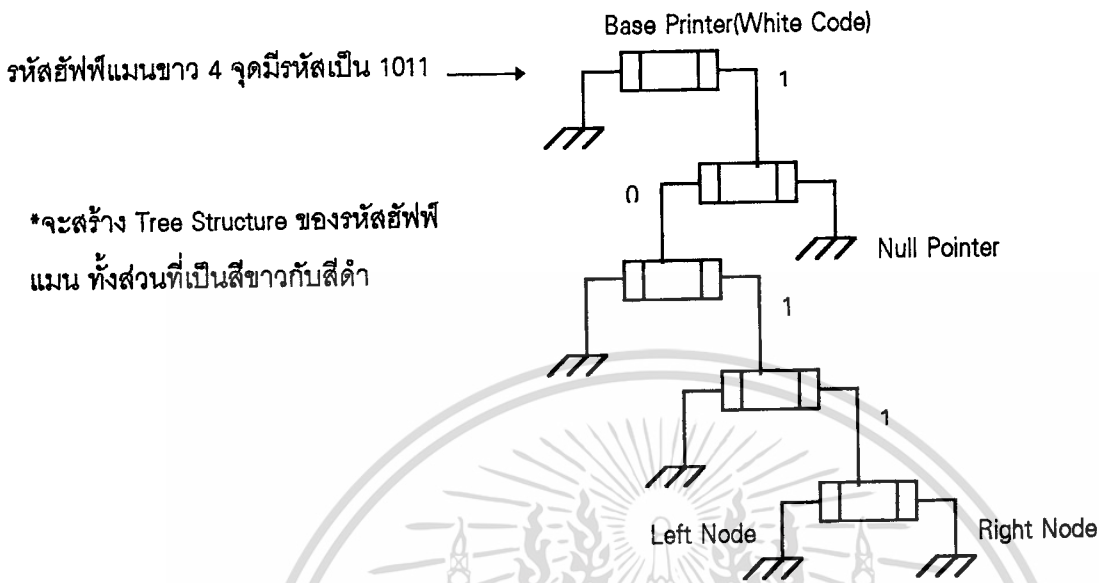 Base Printer(White Code)
รหัสฮัฟฟ์แมนขาว 4 จุดมีรหัสเป็น 1011
1
0
*จะสร้าง Tree Structure ของรหัสฮัฟฟ์
แมน ทั้งส่วนที่เป็นสีขาวกับสีดำ
Null Pointer
1
1
Left Node
Right Node